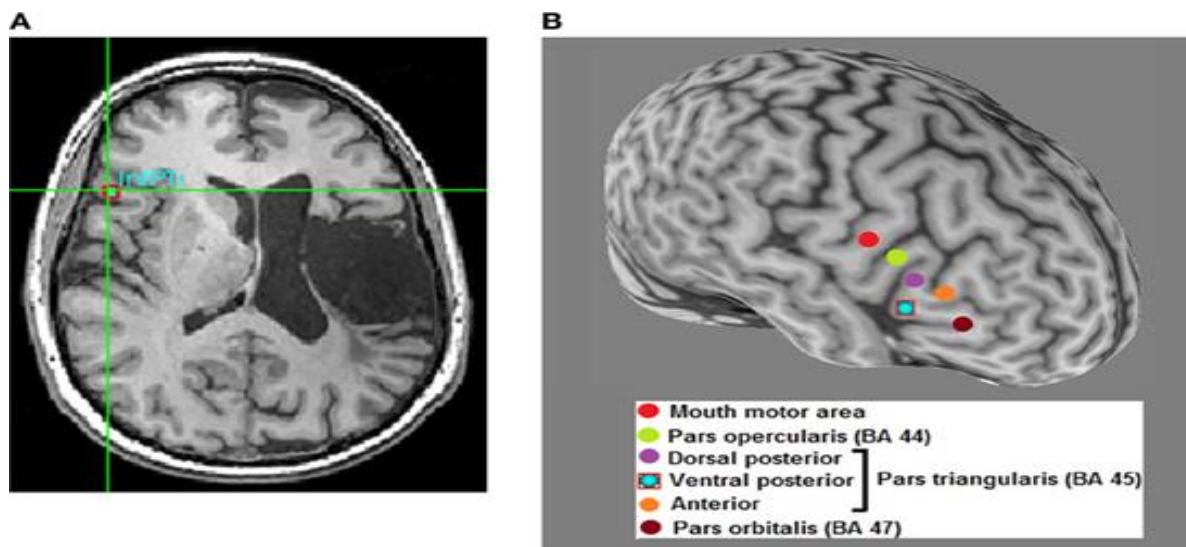 A
B
Mouth motor area
Pars opercularis (BA 44)
Dorsal posterior
Ventral posterior
Pars triangularis (BA 45)
Anterior
Pars orbitalis (BA 47)